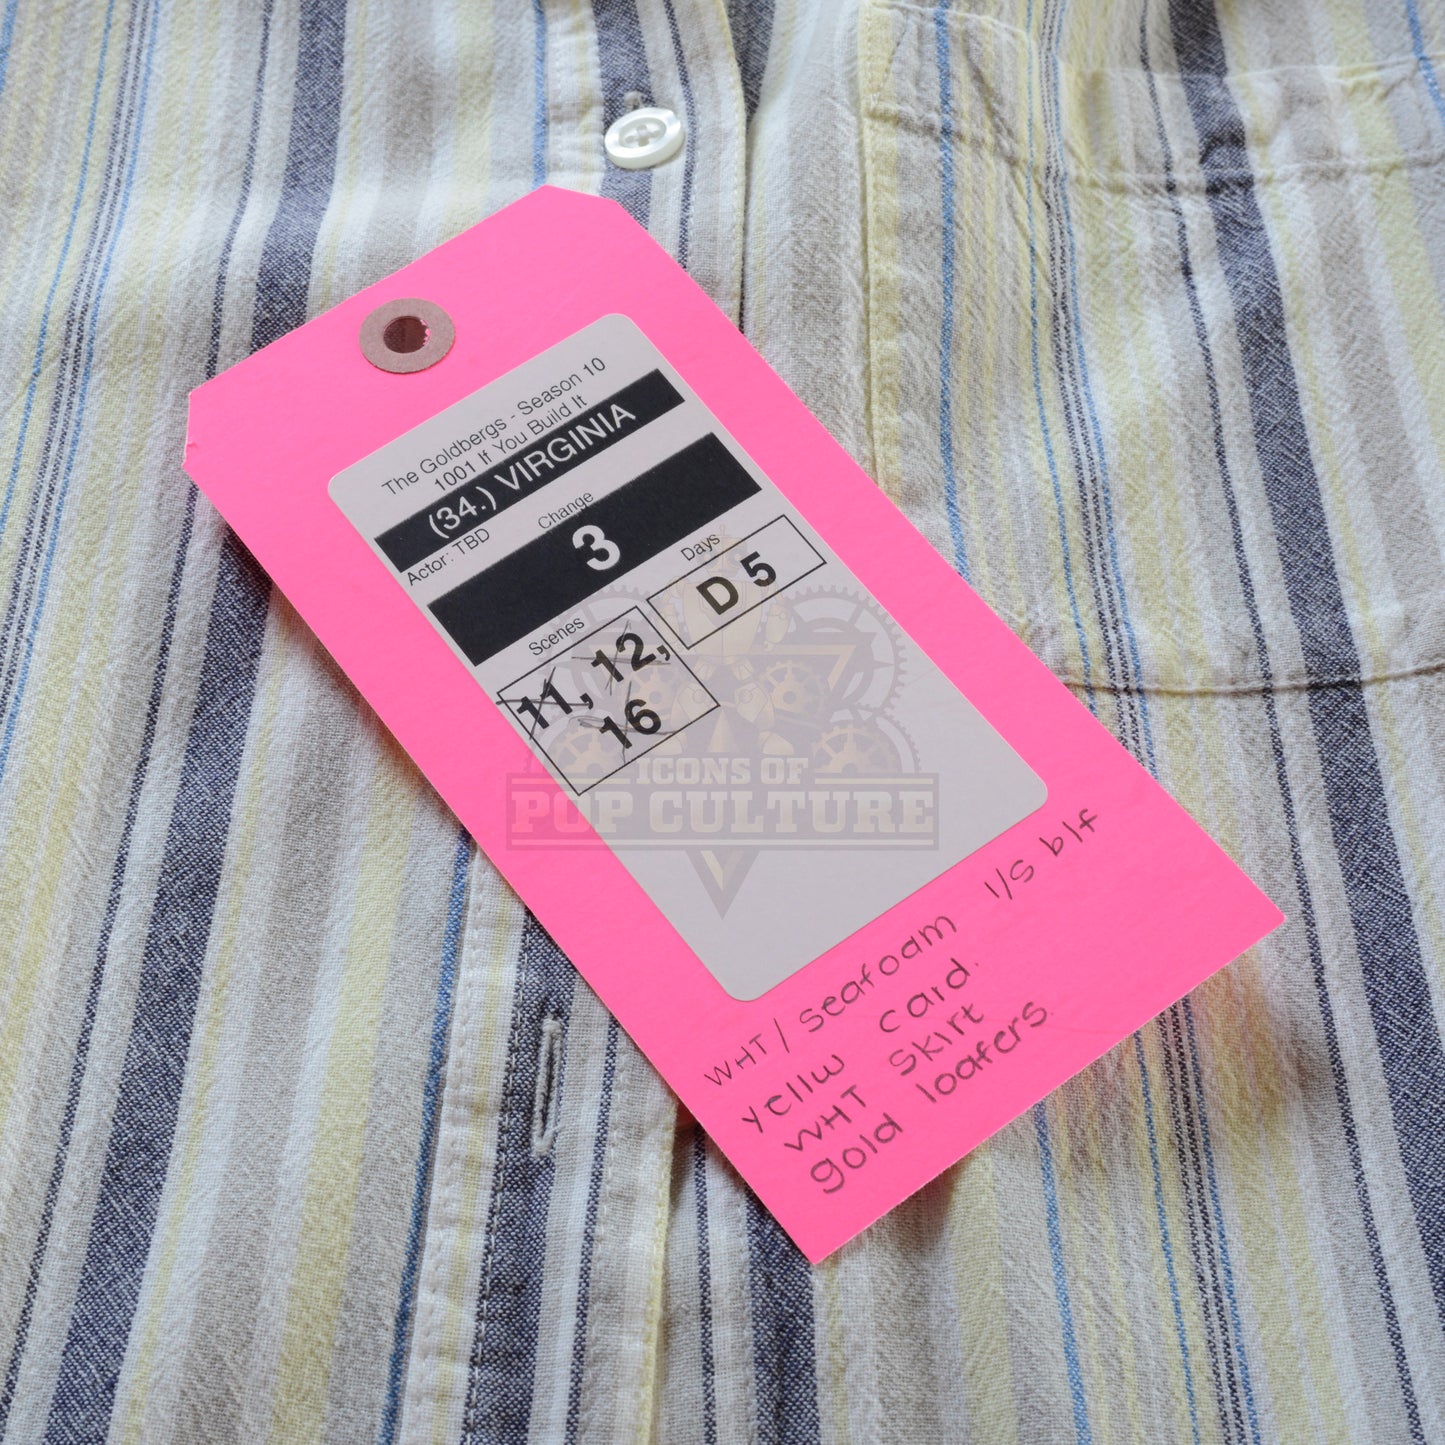 The Goldbergs - Season 10
1001 If You Build It
(34.) VIRGINIA
Actor: TBD
Change
3
Scenes
11, 12,
16
Days
D 5
ICONS OF
POP CULTURE
WHT / seafoam l/s blf
yellw card.
WHT skirt
gold loafers.